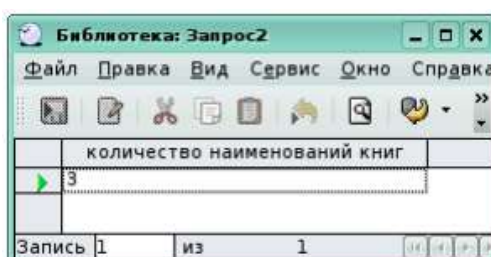 Библиотека: Запрос2
Файл Правка Вид Сервис Окно Справка
количество наименований книг
3
Запись 1 из 1